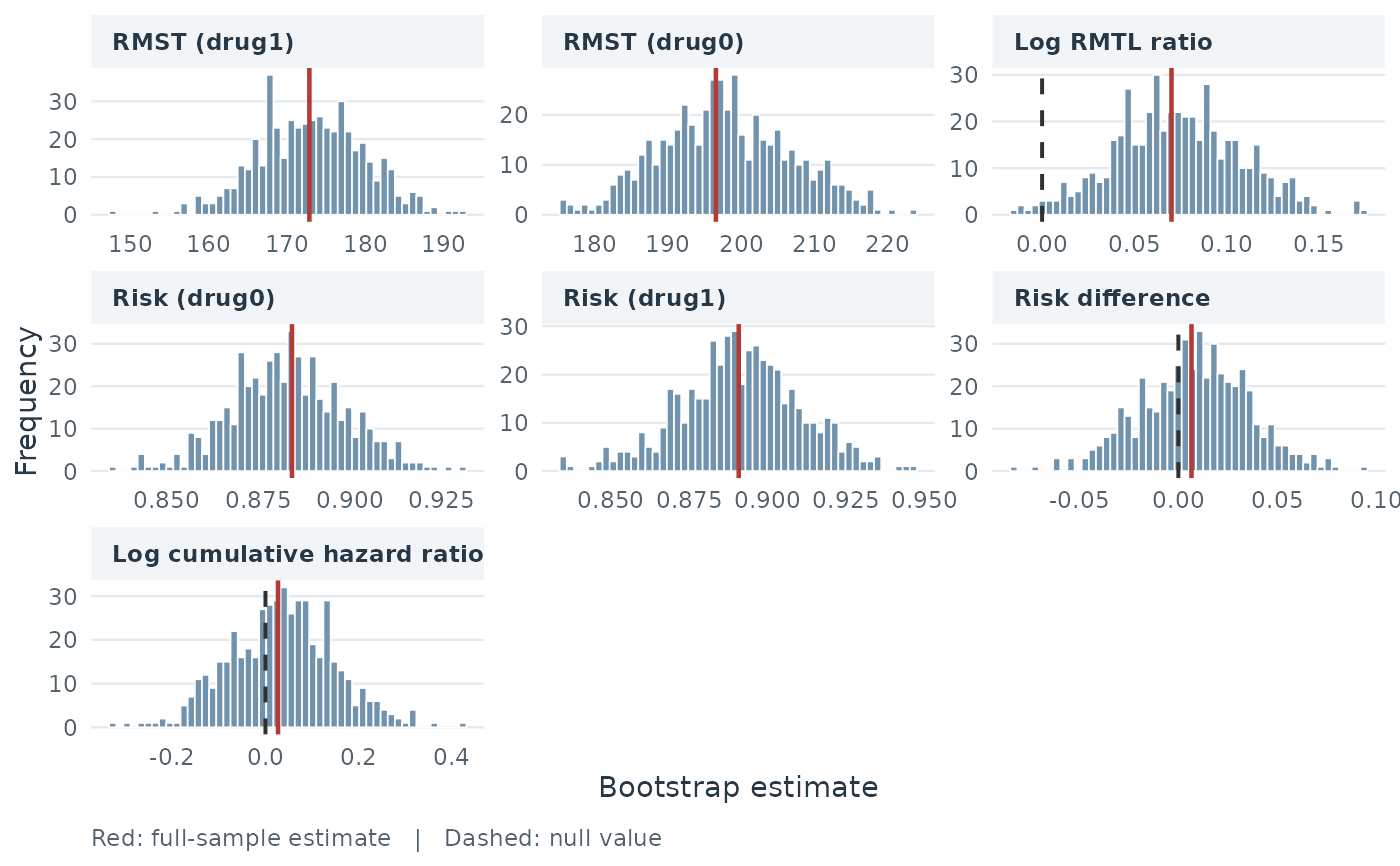 RMST (drug1)
RMST (drug0)
Log RMTL ratio
30
20
10
0
150 160 170 180 190
20
10
0
180 190 200 210 220
30
20
10
0
0.00 0.05 0.10 0.15
Risk (drug0)
Risk (drug1)
Risk difference
Frequency
30
20
10
0
0.850 0.875 0.900 0.925
30
20
10
0
0.850 0.875 0.900 0.925 0.950
30
20
10
0
-0.05 0.00 0.05 0.10
Log cumulative hazard ratio
30
20
10
0
-0.2 0.0 0.2 0.4
Bootstrap estimate
Red: full-sample estimate | Dashed: null value